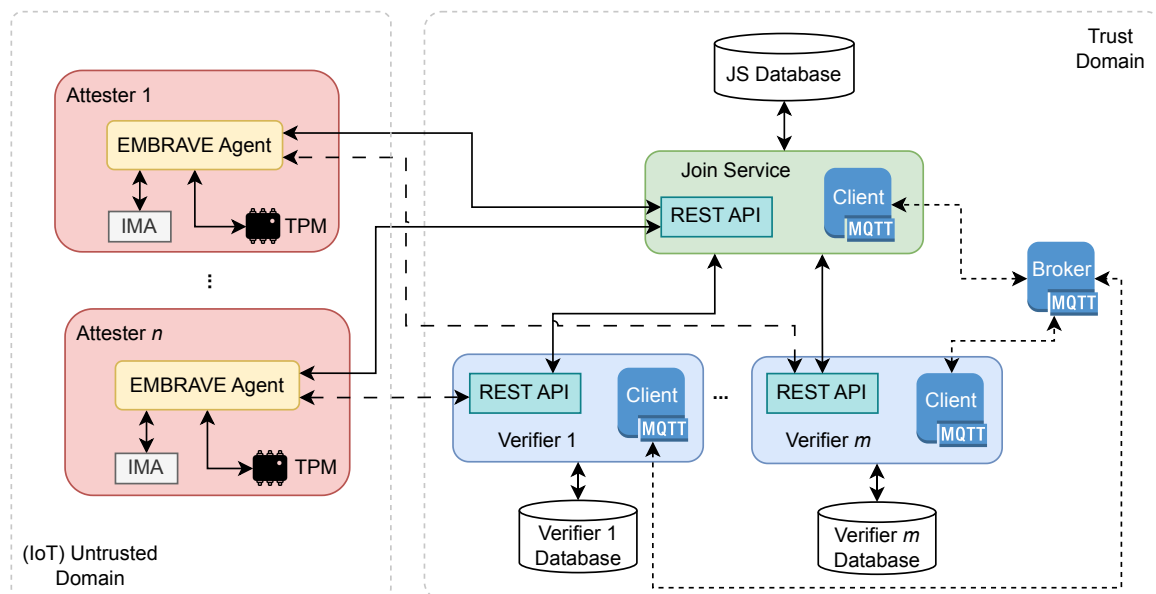 Trust
Domain
JS Database
Attester 1
EMBRAVE Agent
IMA
TPM
...
Attester n
EMBRAVE Agent
IMA
TPM
(IoT) Untrusted
Domain
Join Service
REST API
Client
MQTT
Broker
MQTT
REST API
Client
MQTT
Verifier 1
...
REST API
Client
MQTT
Verifier m
Verifier 1
Database
Verifier m
Database